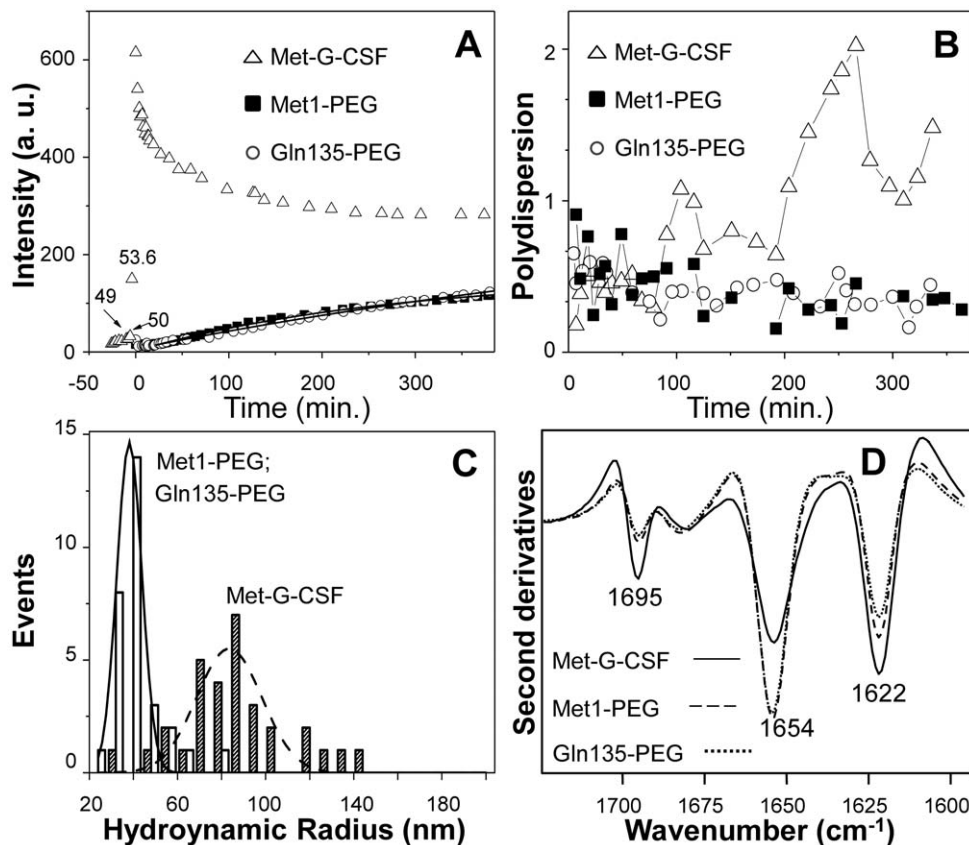 A
Intensity (a. u.)
600
400
200
0
Met-G-CSF
Met1-PEG
Gln135-PEG
53.6
49
50
-50 0 100 200 300
Time (min.)
B
Polydispersion
2
1
0
Met-G-CSF
Met1-PEG
Gln135-PEG
0 100 200 300
Time (min.)
C
Events
15
10
5
0
Met1-PEG;
Gln135-PEG
Met-G-CSF
20 60 100 140 180
Hydroynamic Radius (nm)
D
Second derivatives
1695
1654
1622
Met-G-CSF
Met1-PEG
Gln135-PEG
1700 1675 1650 1625 1600
Wavenumber (cm⁻¹)